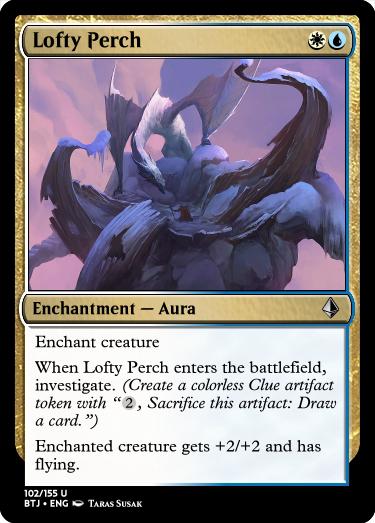 Lofty Perch
Enchantment — Aura
Enchant creature
When Lofty Perch enters the battlefield,
investigate. (Create a colorless Clue artifact
token with “2, Sacrifice this artifact: Draw
a card.”)
Enchanted creature gets +2/+2 and has
flying.
102/155 U
BTJ • ENG Taras Susak